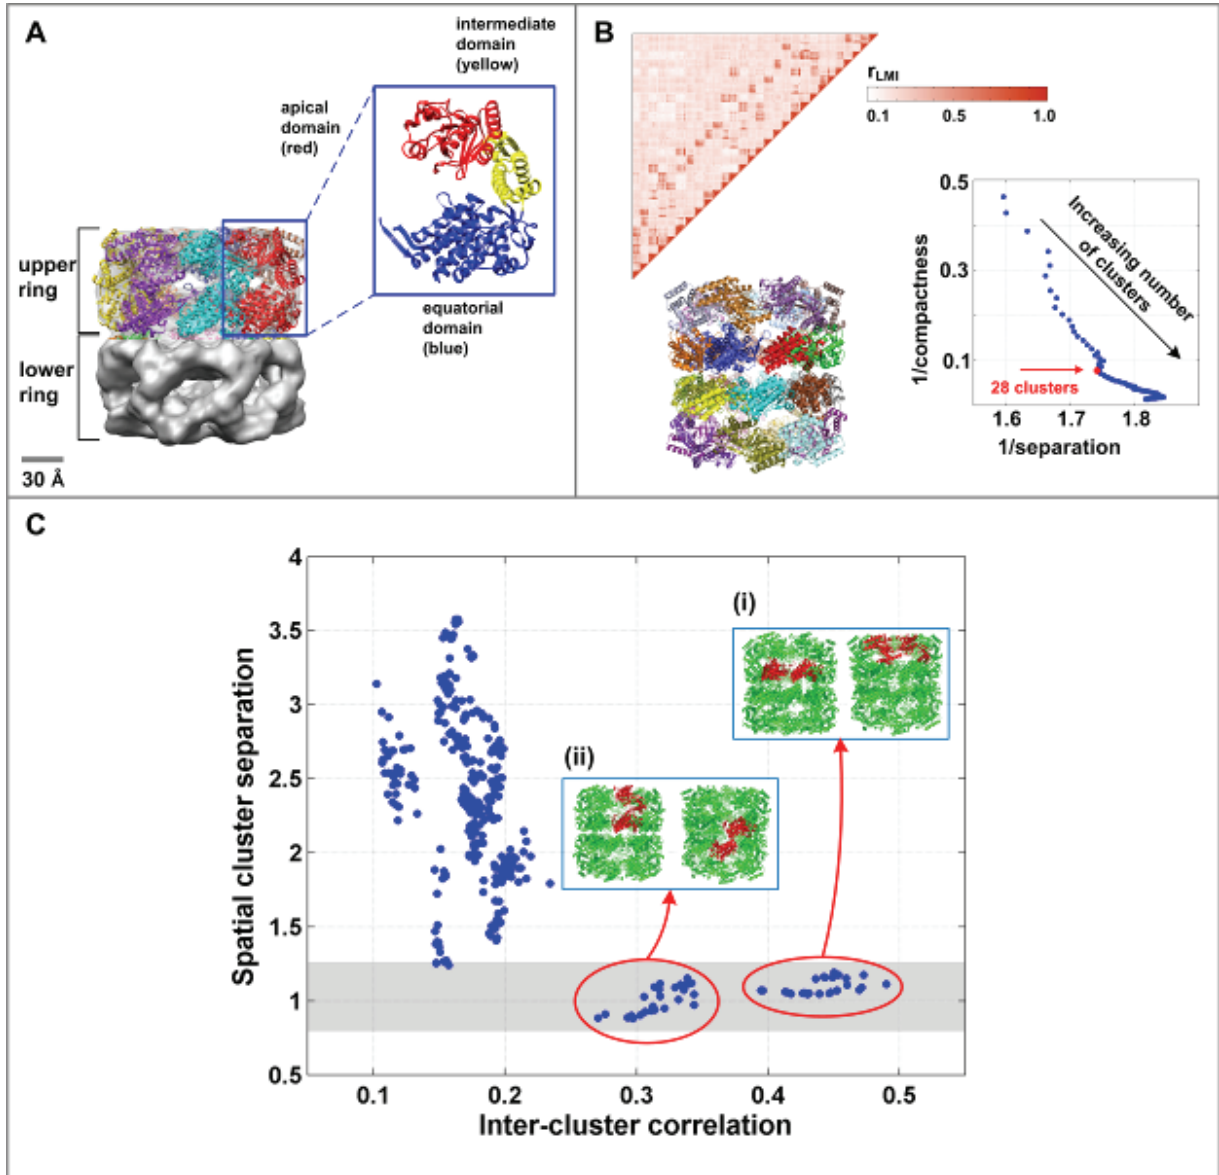 A
intermediate
domain
(yellow)
apical
domain
(red)
upper
ring
equatorial
domain
(blue)
lower
ring
30 Å
B
rLMI
0.1 0.5 1.0
0.5
0.3
0.1
1/compactness
Increasing number
of clusters
28 clusters
1.6 1.7 1.8
1/separation
C
4
3.5
3
2.5
2
1.5
1
0.5
Spatial cluster separation
(i)
(ii)
0.1 0.2 0.3 0.4 0.5
Inter-cluster correlation